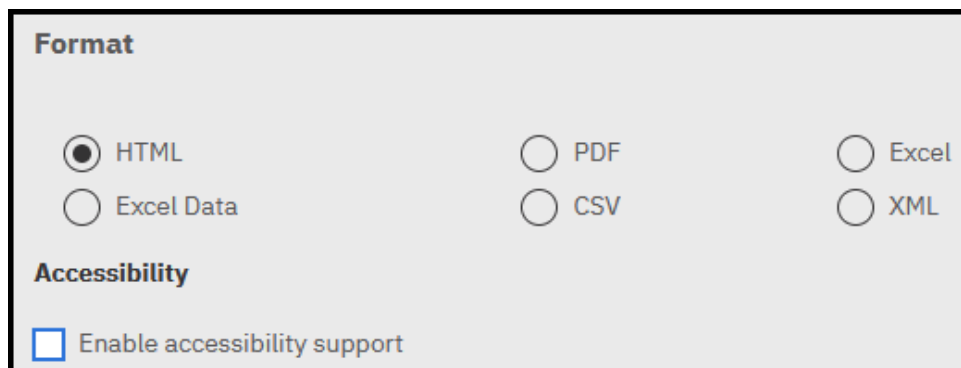 Format
HTML PDF Excel
Excel Data CSV XML
Accessibility
Enable accessibility support